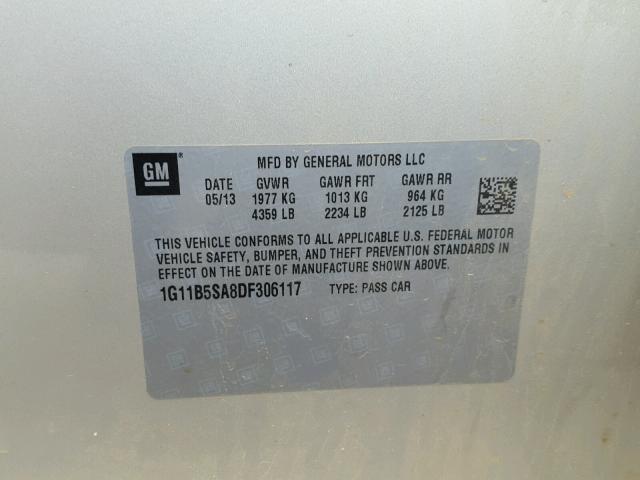 GM ®
MFD BY GENERAL MOTORS LLC
DATE GVWR GAWR FRT GAWR RR
05/13 1977 KG 1013 KG 964 KG
4359 LB 2234 LB 2125 LB
THIS VEHICLE CONFORMS TO ALL APPLICABLE U.S. FEDERAL MOTOR
VEHICLE SAFETY, BUMPER, AND THEFT PREVENTION STANDARDS IN
EFFECT ON THE DATE OF MANUFACTURE SHOWN ABOVE.
1G11B5SA8DF306117 TYPE: PASS CAR